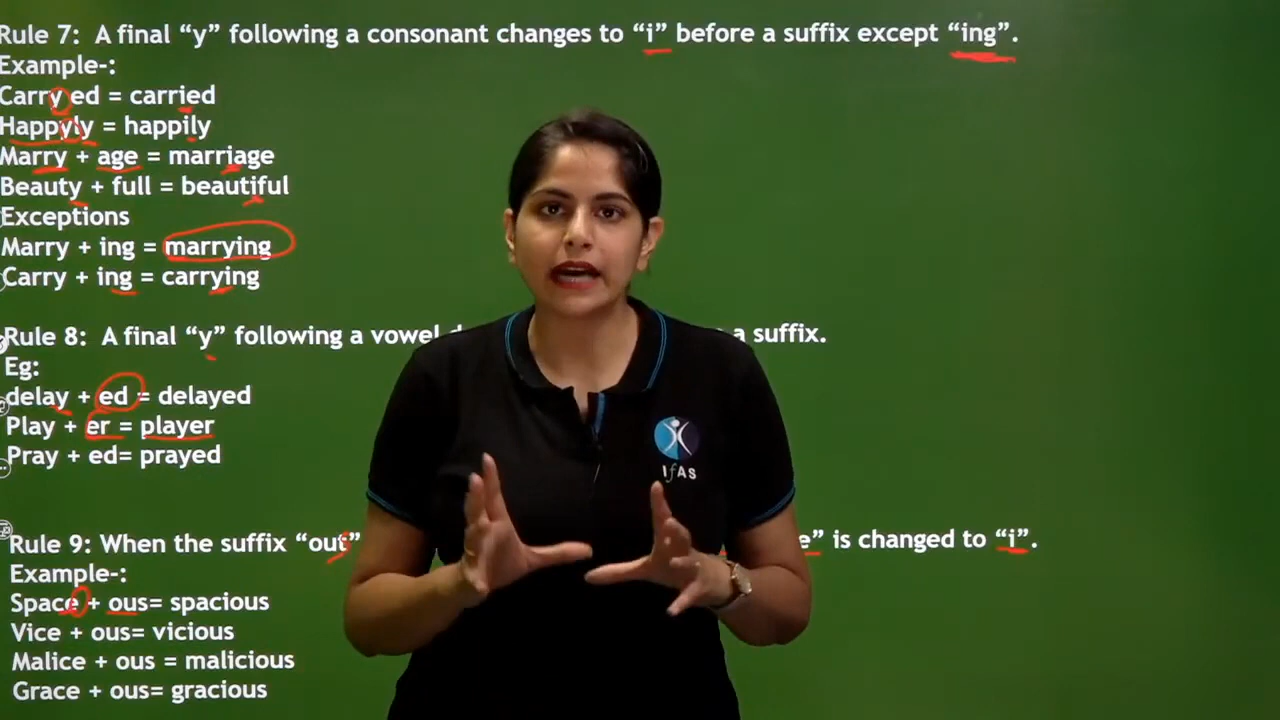 Rule 7: A final “y” following a consonant changes to “i” before a suffix except “ing”.
Example-:
Carry ed = carried
Happyly = happily
Marry + age = marriage
Beauty + full = beautiful
Exceptions
Marry + ing = marrying
Carry + ing = carrying
Rule 8: A final “y” following a vowel a suffix.
Eg:
delay + ed = delayed
Play + er = player
Pray + ed= prayed
IfAS
Rule 9: When the suffix “out” e” is changed to “i”.
Example-:
Space + ous= spacious
Vice + ous= vicious
Malice + ous = malicious
Grace + ous= gracious